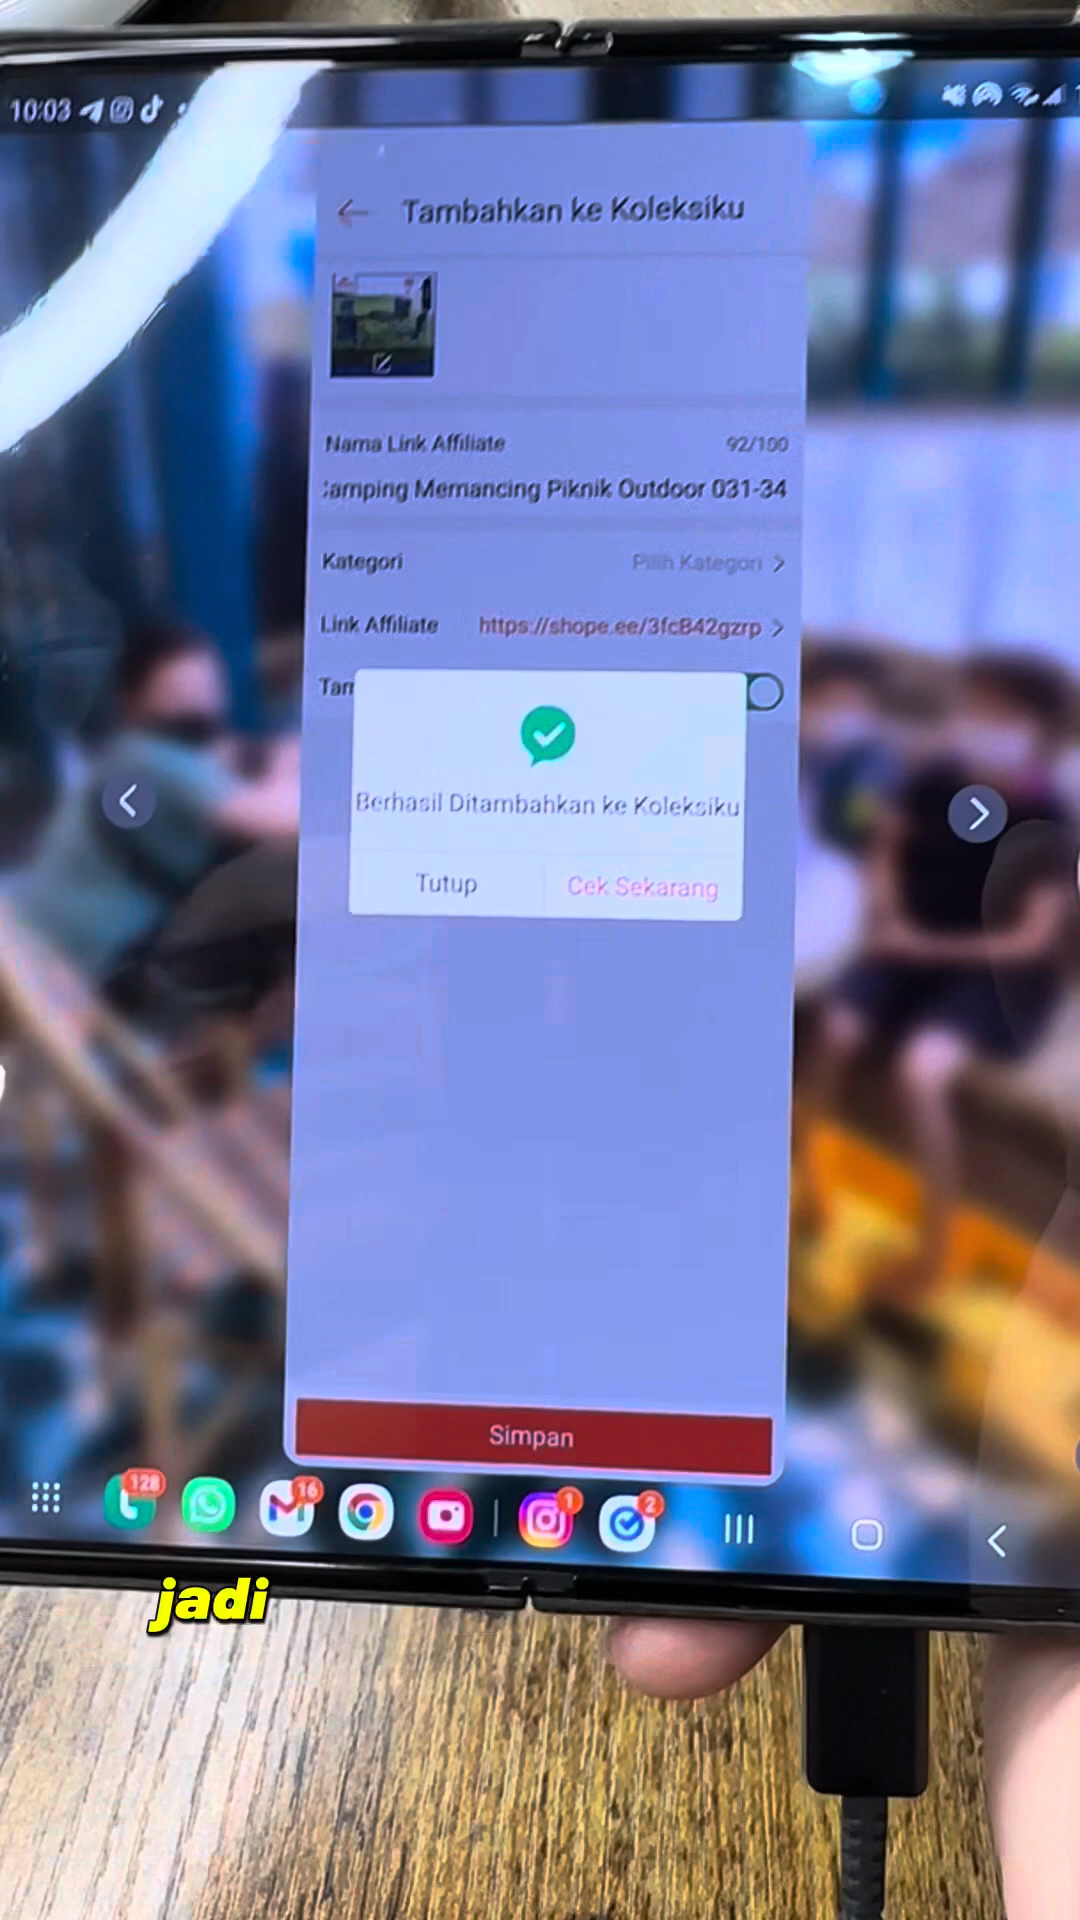 10:03
Tambahkan ke Koleksiku
Nama Link Affiliate 92/100
amping Memancing Piknik Outdoor 031-34
Kategori Pilih Kategori
Link Affiliate https://shope.ee/3fcB42gzrp
Tam
Berhasil Ditambahkan ke Koleksiku
Tutup Cek Sekarang
Simpan
128 16 1 2
jadi